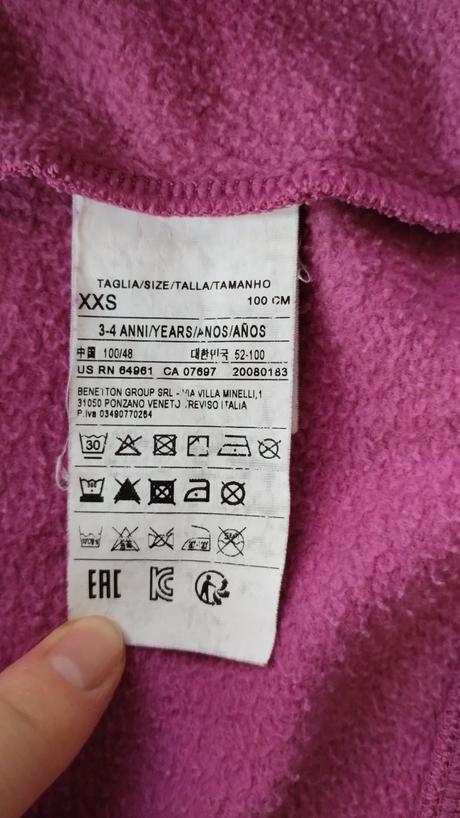 TAGLIA/SIZE/TALLA/TAMANHO
XXS 100 CM
3-4 ANNI/YEARS/ANOS/AÑOS
中国 100/48 대한민국 52-100
US RN 64961 CA 07697 20080183
BENETTON GROUP SRL - VIA VILLA MINELLI,1
31050 PONZANO VENETO TREVISO ITALIA
P.Iva 03490770264
30
30°
EAC KC